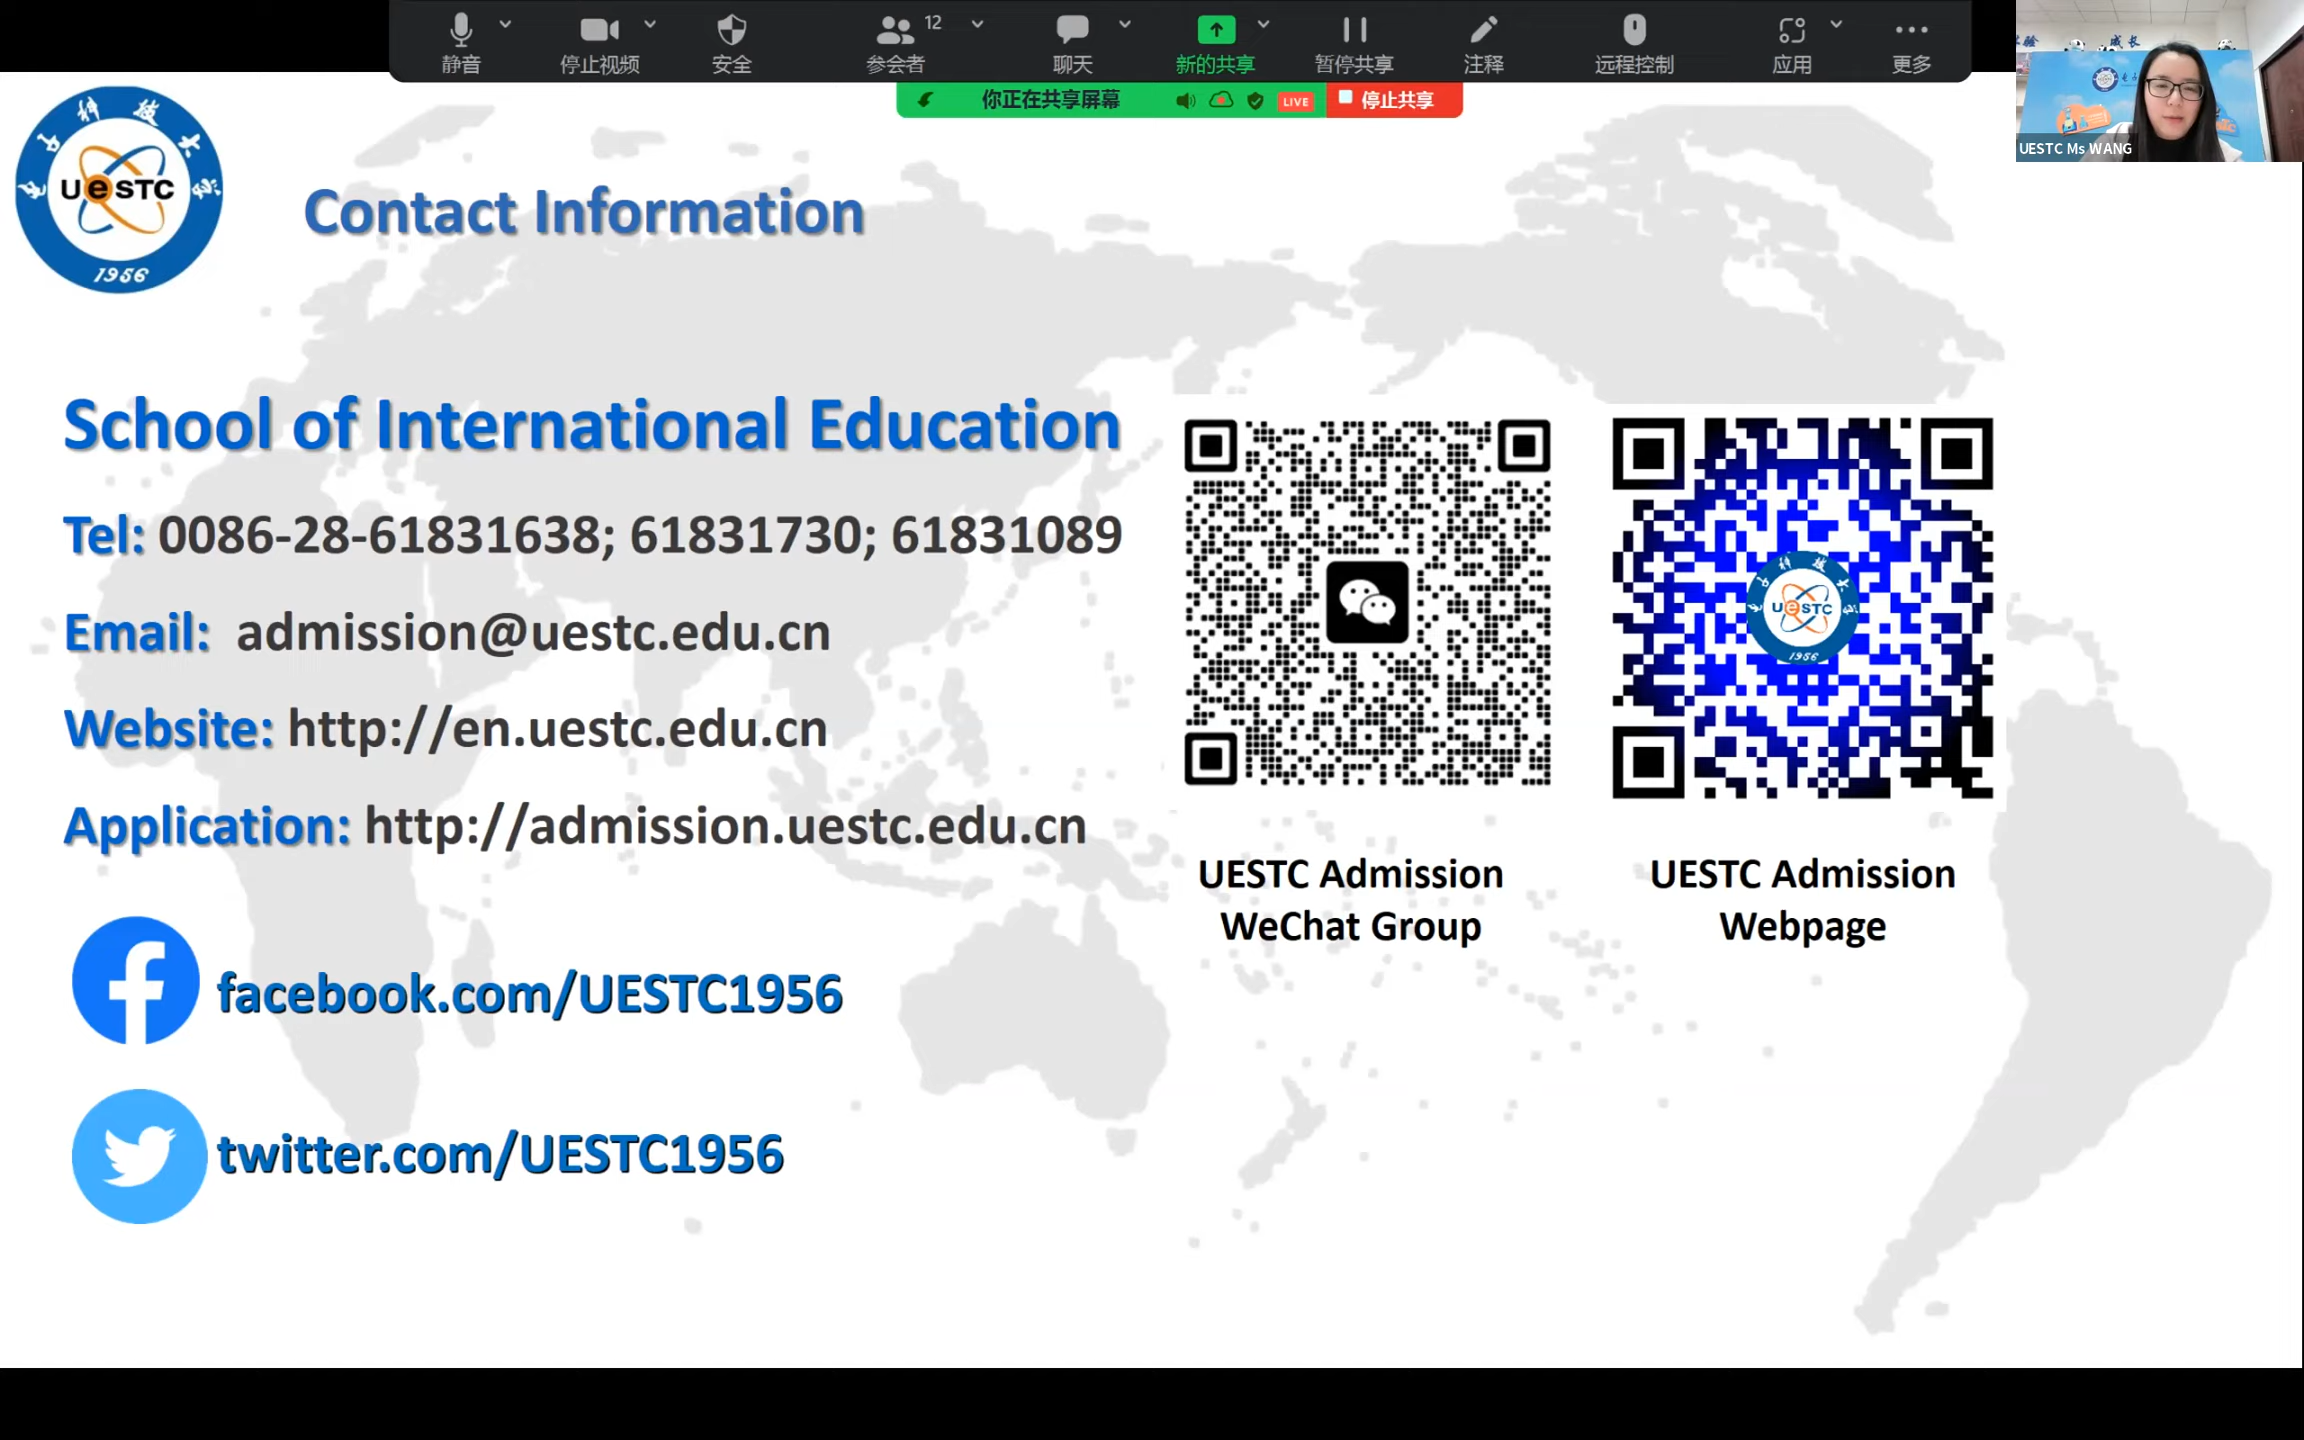 静音
停止视频
安全
参会者
12
聊天
新的共享
暂停共享
注释
远程控制
应用
更多
你正在共享屏幕
LIVE
停止共享
成长
UESTC Ms WANG
UeSTC
1956
Contact Information
School of International Education
Tel: 0086-28-61831638; 61831730; 61831089
Email: admission@uestc.edu.cn
Website: http://en.uestc.edu.cn
Application: http://admission.uestc.edu.cn
facebook.com/UESTC1956
twitter.com/UESTC1956
UeSTC
1956
UESTC Admission
WeChat Group
UESTC Admission
Webpage